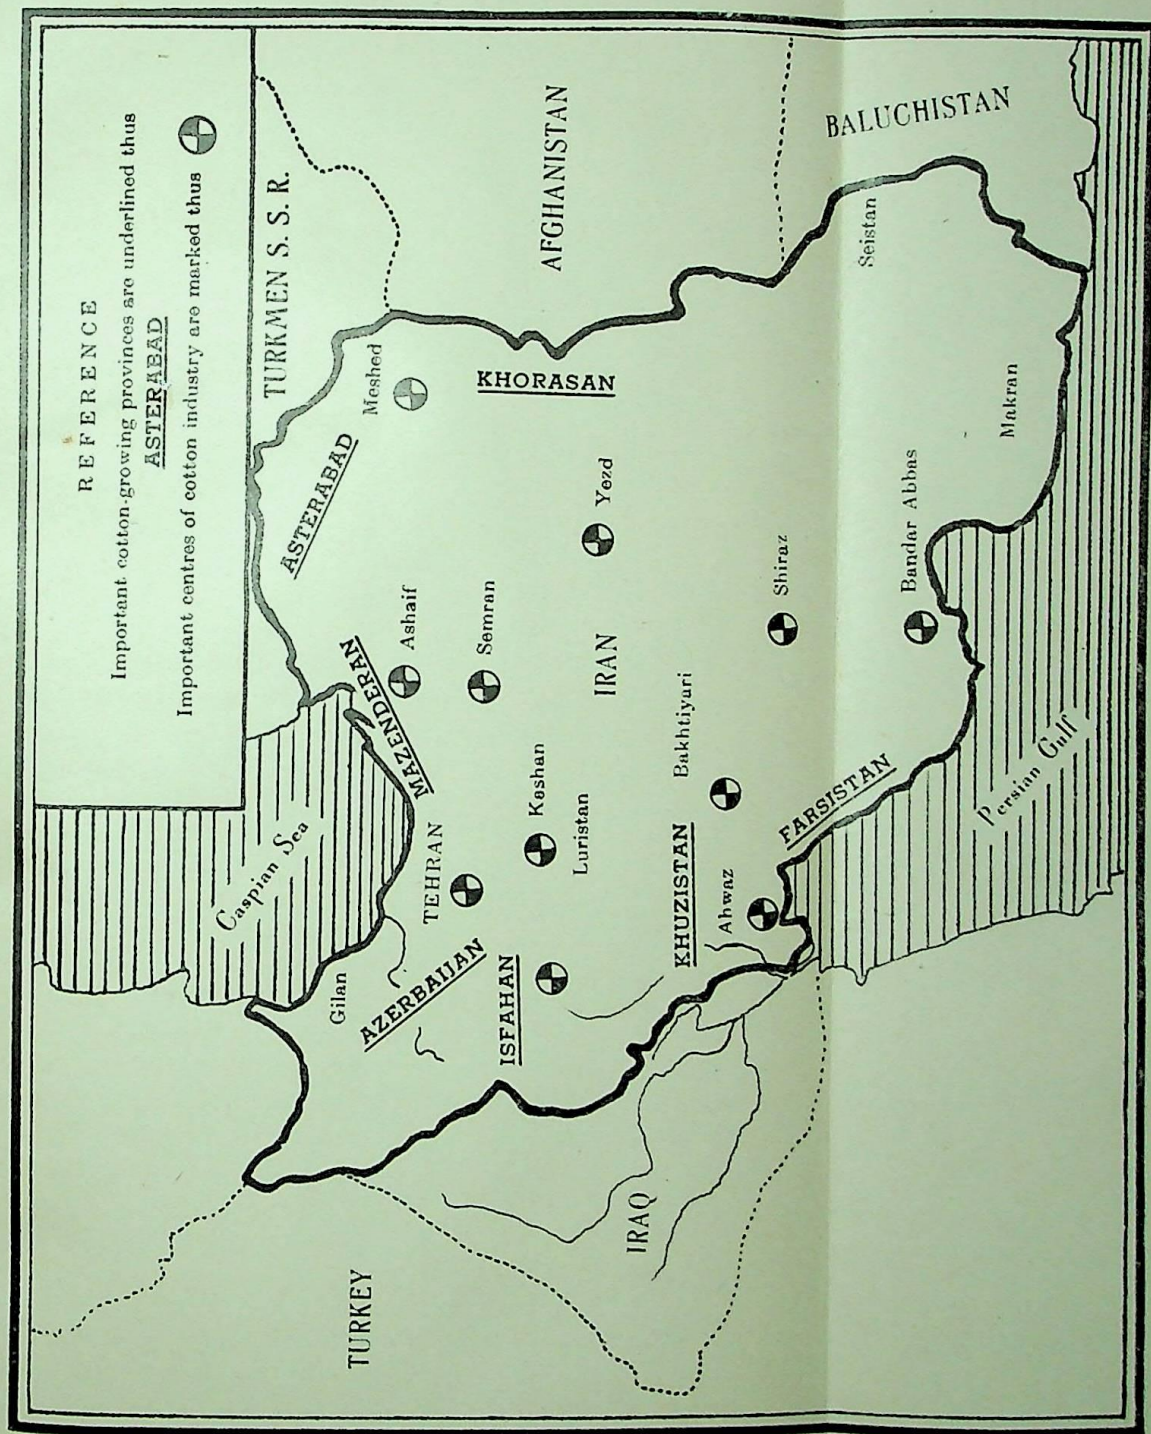 REFERENCE
Important cotton-growing provinces are underlined thus
ASTERABAD
Important centres of cotton industry are marked thus
TURKMEN S. S. R.
AFGHANISTAN
BALUCHISTAN
Caspian Sea
ASTERABAD
Meshed
KHORASAN
MAZENDERAN
Ashaif
Semran
Yezd
Seistan
Gilan
TEHRAN
Kashan
Luristan
IRAN
Bakhtiyari
Shiraz
Bandar Abbas
Makran
AZERBAIJAN
ISFAHAN
KHUZISTAN
Ahwaz
FARSISTAN
Persian Gulf
TURKEY
IRAQ